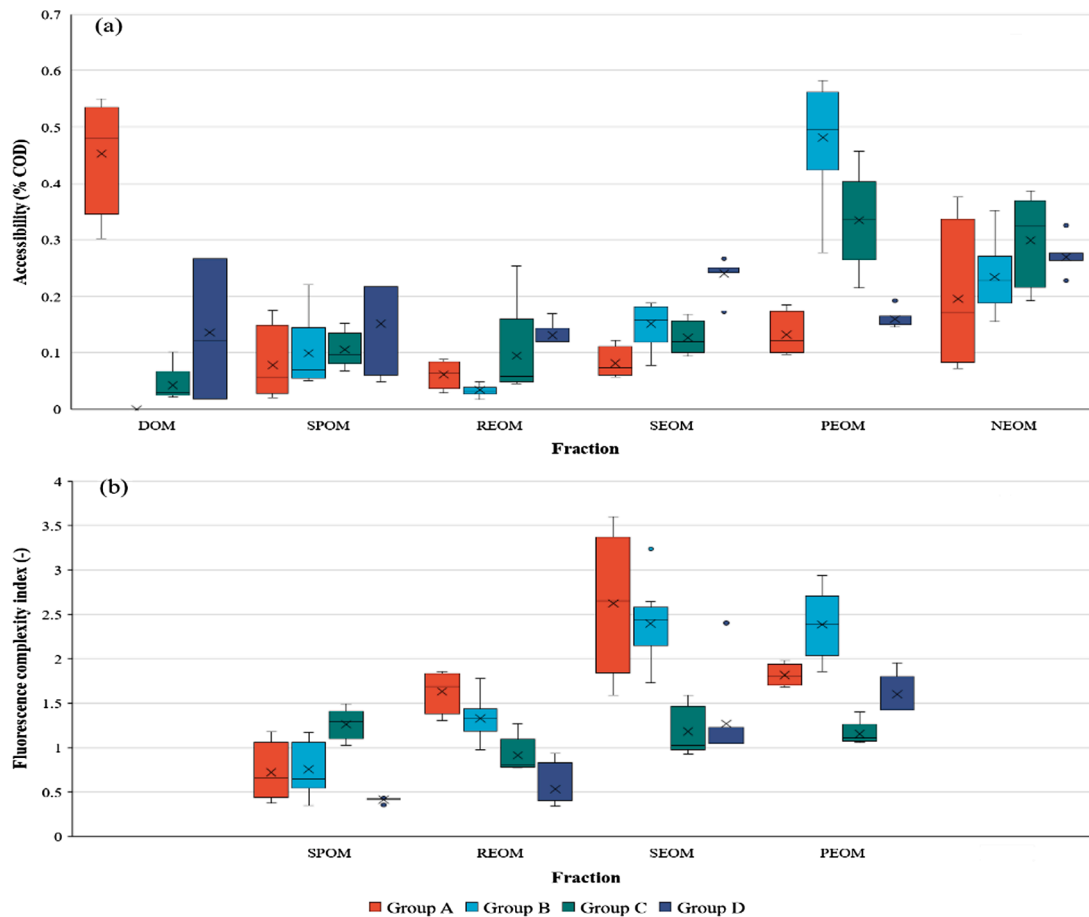 (a)
Accessibility (% COD)
0.7
0.6
0.5
0.4
0.3
0.2
0.1
0
DOM SPOM REOM SEOM PEOM NEOM
Fraction
(b)
Fluorescence complexity index (-)
4
3.5
3
2.5
2
1.5
1
0.5
0
SPOM REOM SEOM PEOM
Fraction
Group A Group B Group C Group D